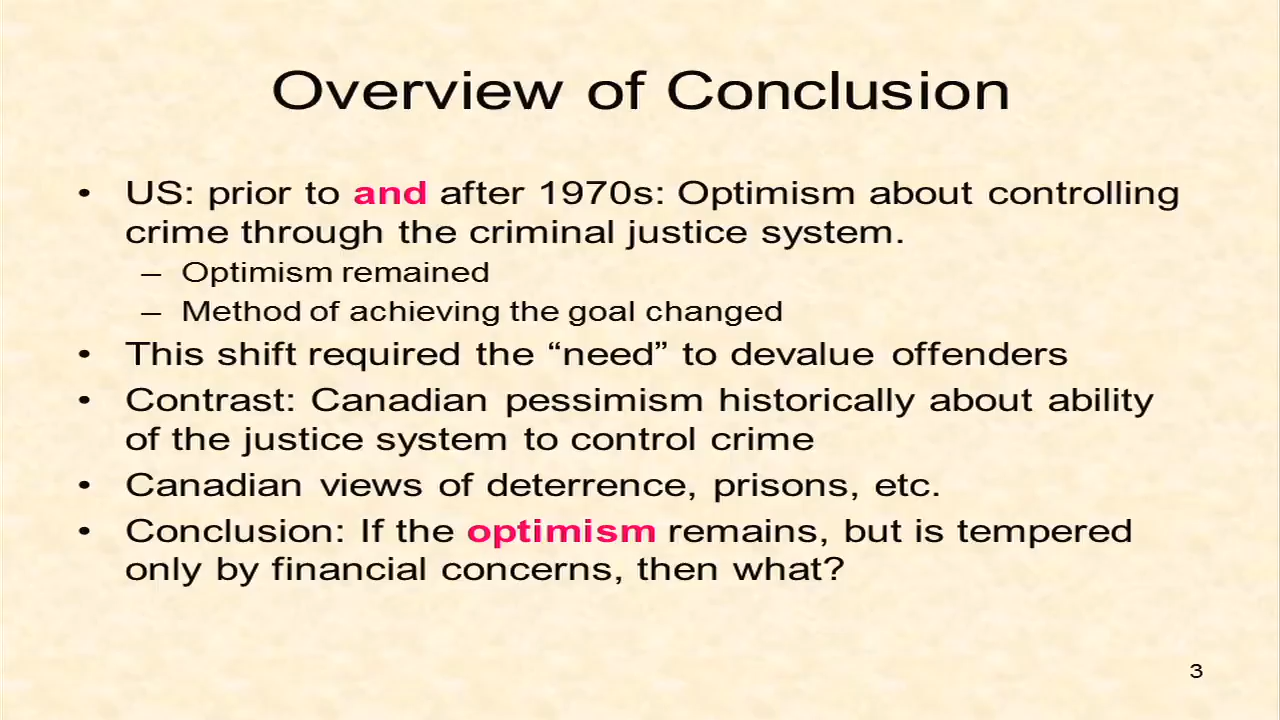 Overview of Conclusion
• US: prior to and after 1970s: Optimism about controlling
crime through the criminal justice system.
– Optimism remained
– Method of achieving the goal changed
• This shift required the “need” to devalue offenders
• Contrast: Canadian pessimism historically about ability
of the justice system to control crime
• Canadian views of deterrence, prisons, etc.
• Conclusion: If the optimism remains, but is tempered
only by financial concerns, then what?
3